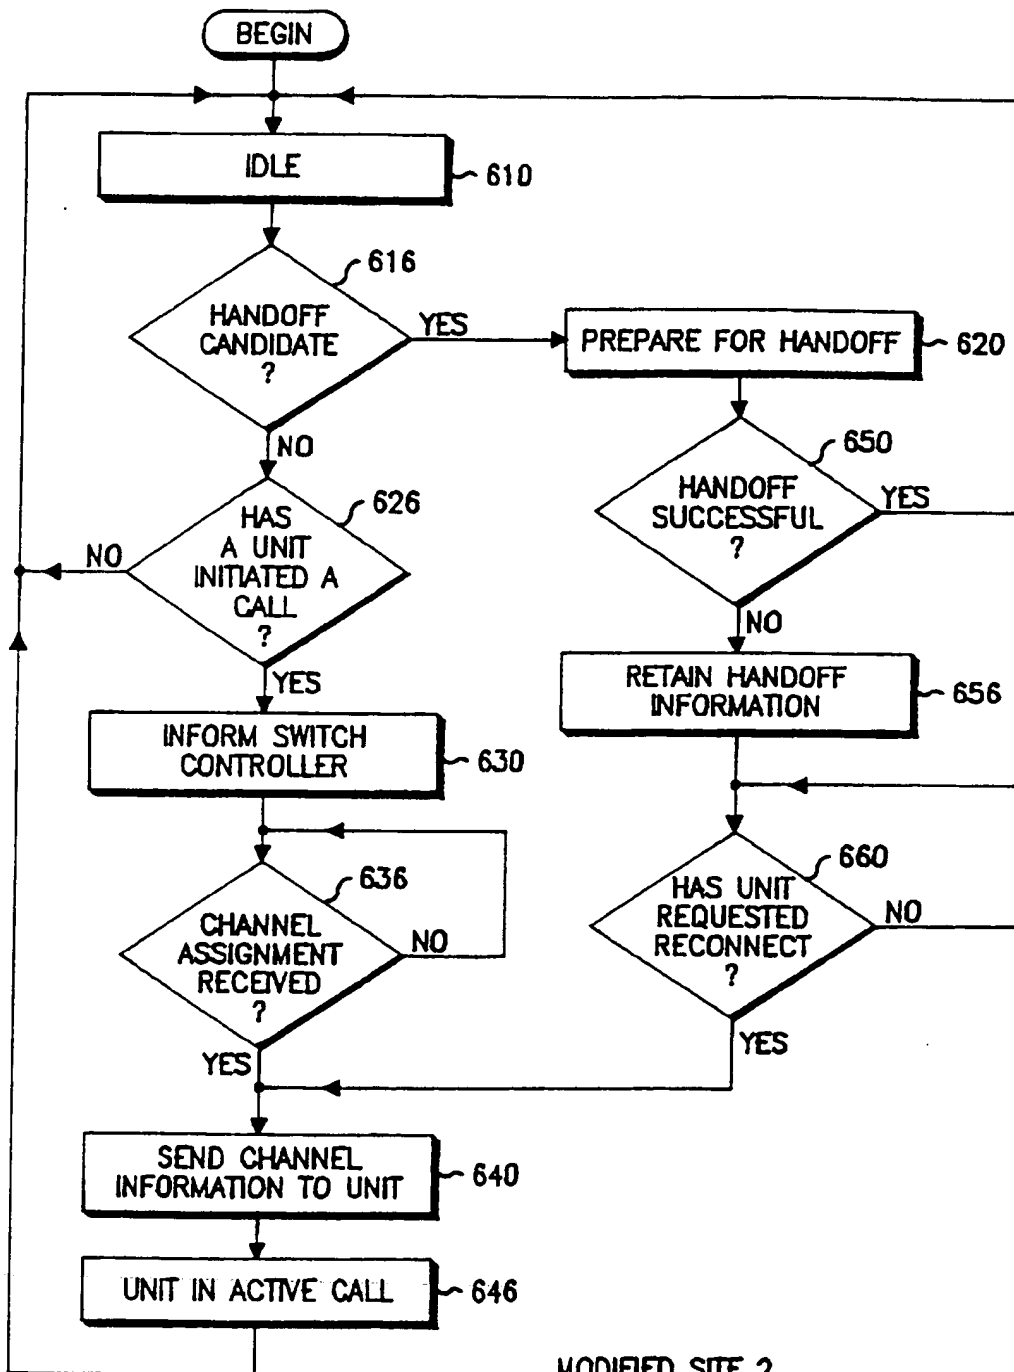 BEGIN
IDLE
610
616
HANDOFF
CANDIDATE
?
YES
NO
PREPARE FOR HANDOFF
620
650
HANDOFF
SUCCESSFUL
?
YES
NO
626
HAS
A UNIT
INITIATED A
CALL
?
NO
YES
RETAIN HANDOFF
INFORMATION
656
INFORM SWITCH
CONTROLLER
630
636
CHANNEL
ASSIGNMENT
RECEIVED
?
NO
YES
660
HAS UNIT
REQUESTED
RECONNECT
?
NO
YES
SEND CHANNEL
INFORMATION TO UNIT
640
UNIT IN ACTIVE CALL
646
MODIFIED SITE 2